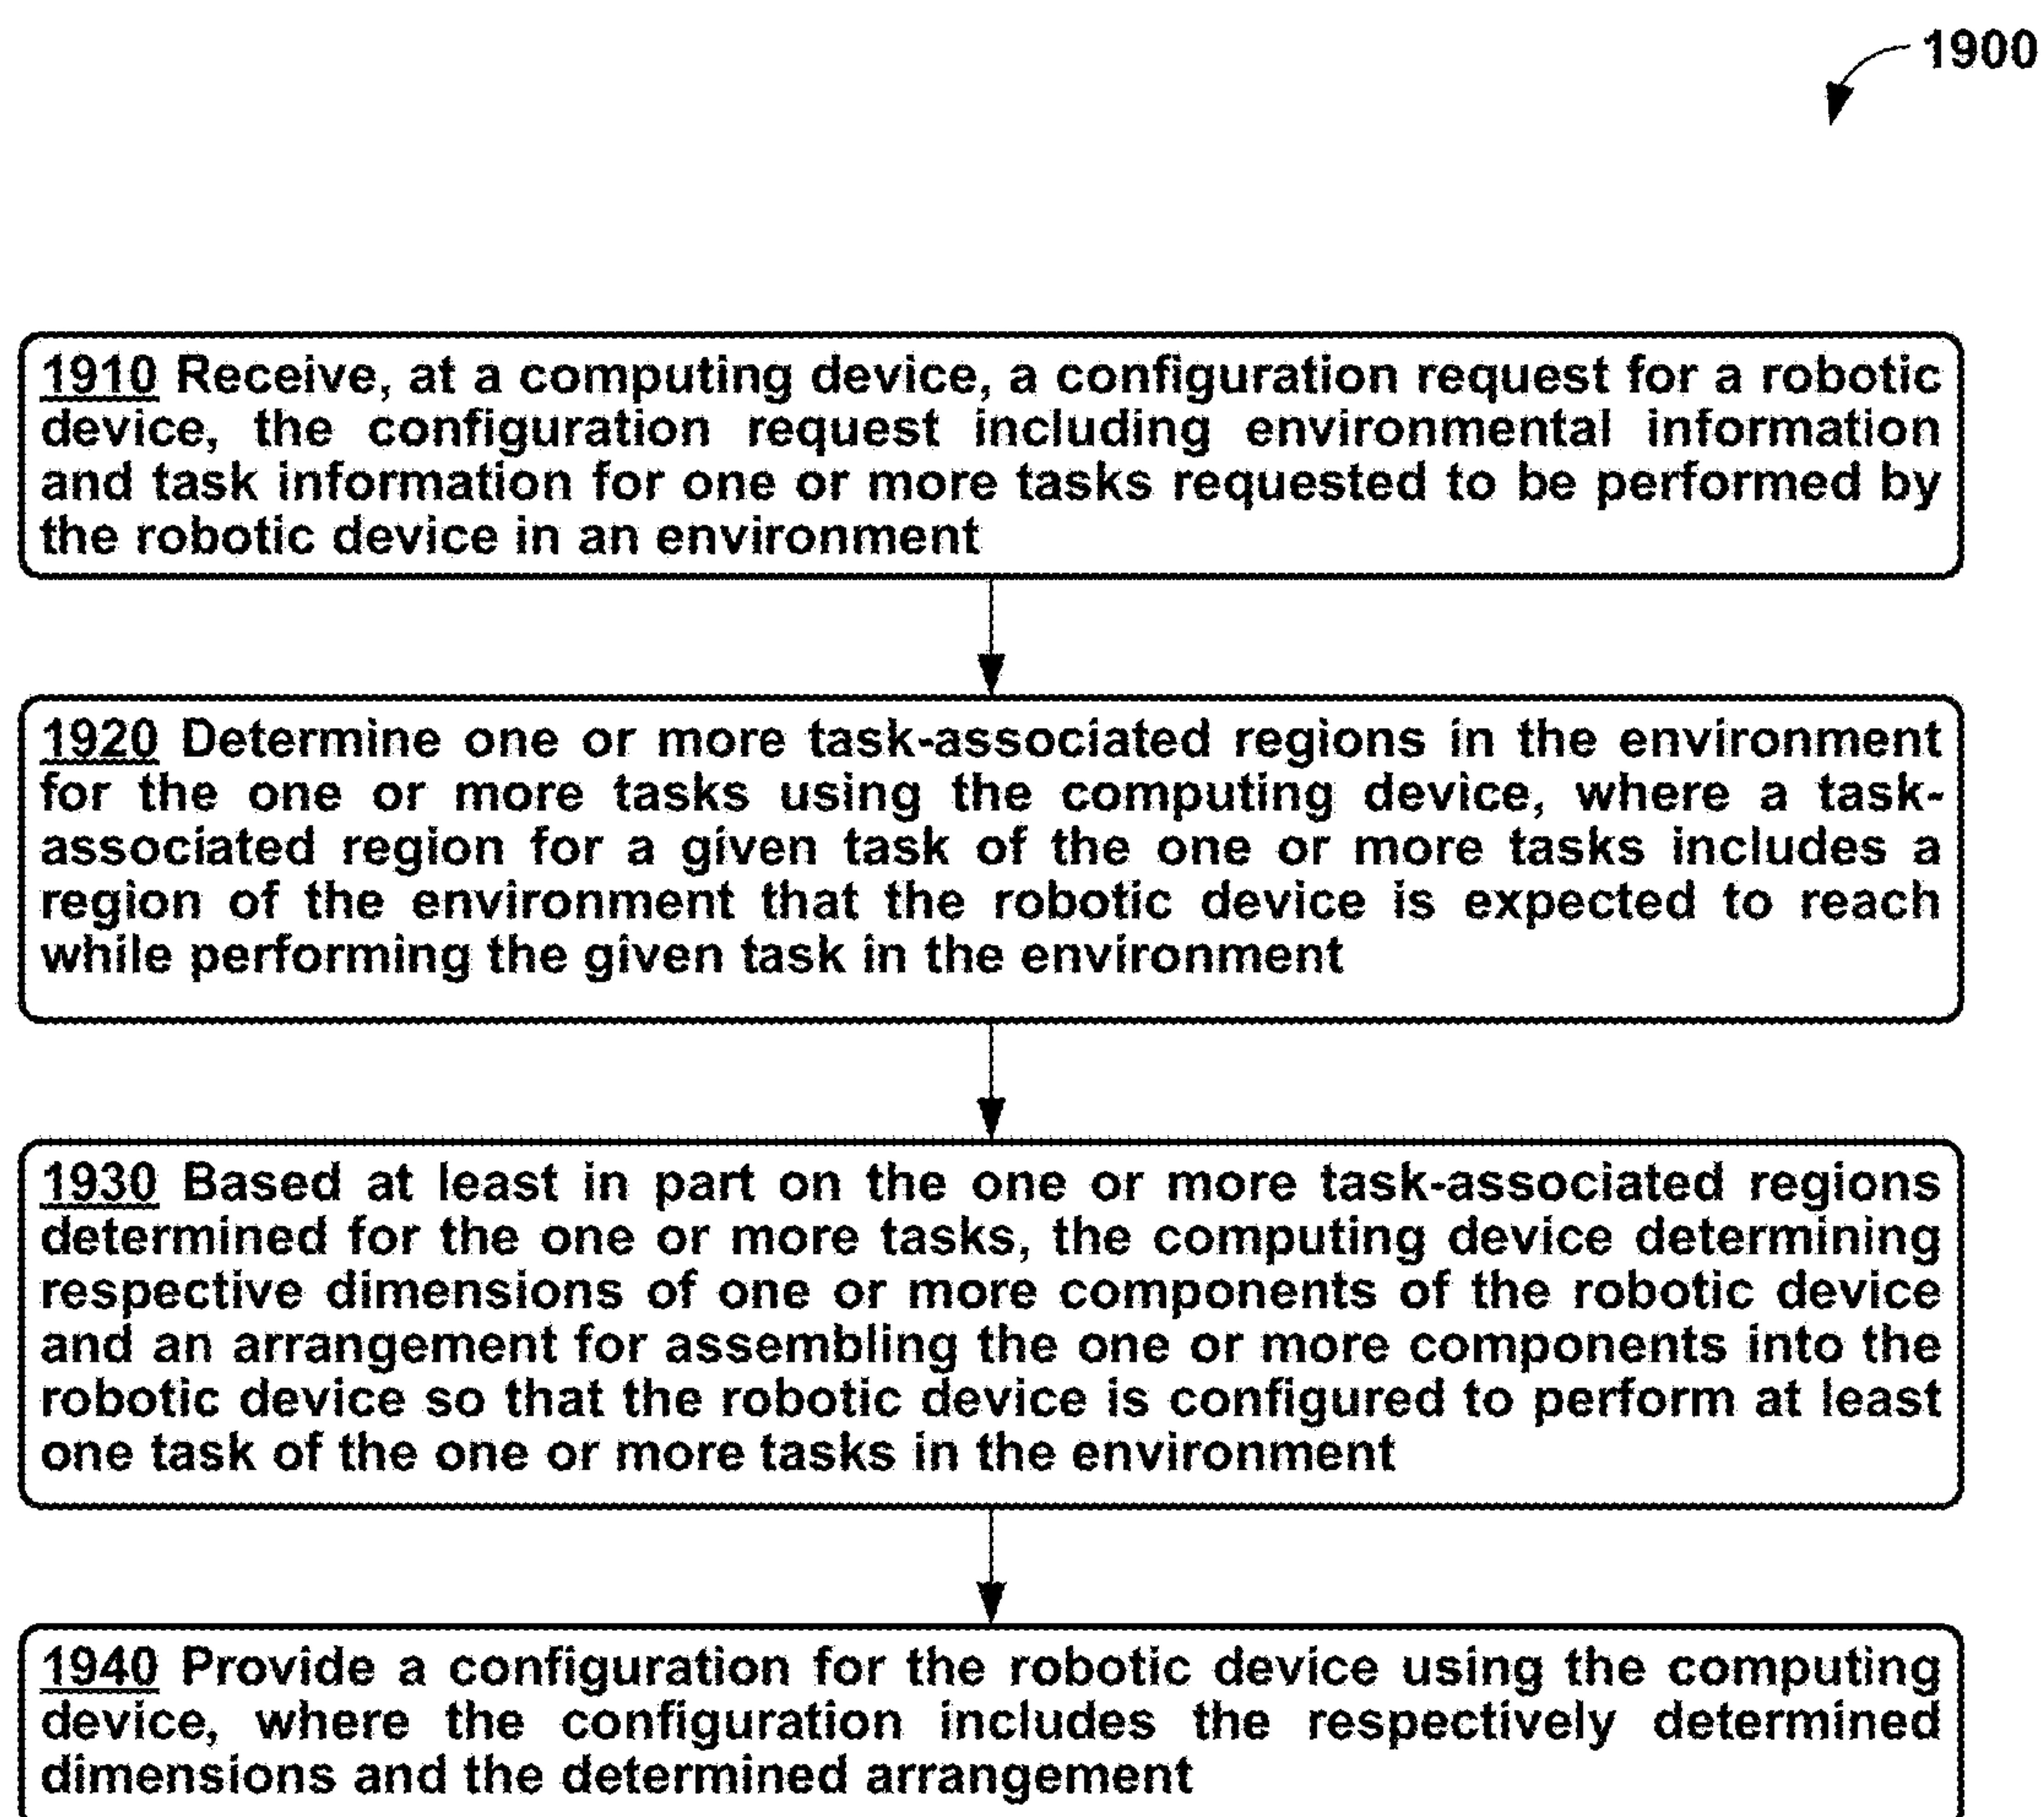 1900
1910 Receive, at a computing device, a configuration request for a robotic
device, the configuration request including environmental information
and task information for one or more tasks requested to be performed by
the robotic device in an environment
1920 Determine one or more task-associated regions in the environment
for the one or more tasks using the computing device, where a task-
associated region for a given task of the one or more tasks includes a
region of the environment that the robotic device is expected to reach
while performing the given task in the environment
1930 Based at least in part on the one or more task-associated regions
determined for the one or more tasks, the computing device determining
respective dimensions of one or more components of the robotic device
and an arrangement for assembling the one or more components into the
robotic device so that the robotic device is configured to perform at least
one task of the one or more tasks in the environment
1940 Provide a configuration for the robotic device using the computing
device, where the configuration includes the respectively determined
dimensions and the determined arrangement